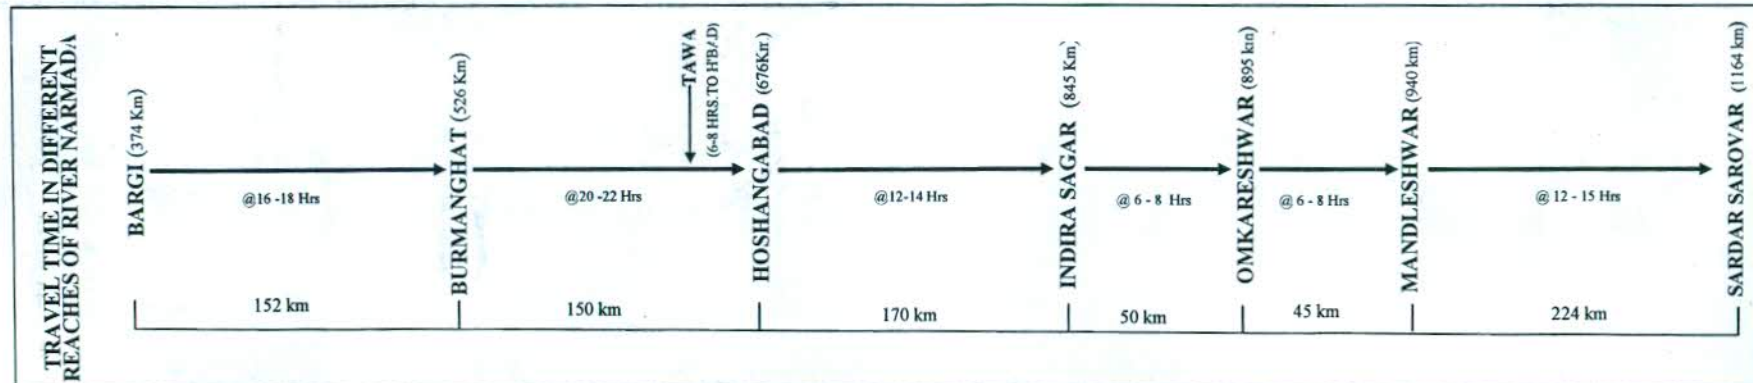 TRAVEL TIME IN DIFFERENT
REACHES OF RIVER NARMADA
BARGI (374 Km)
@16 -18 Hrs
BURMANGHAT (526 Km)
@20 -22 Hrs
TAWA
(6-8 HRS.TO H'BAD)
HOSHANGABAD (676Km)
@12-14 Hrs
INDIRA SAGAR (845 Km)
@ 6 - 8 Hrs
OMKARESHWAR (895 km)
@ 6 - 8 Hrs
MANDLESHWAR (940 km)
@ 12 - 15 Hrs
SARDAR SAROVAR (1164 km)
152 km
150 km
170 km
50 km
45 km
224 km